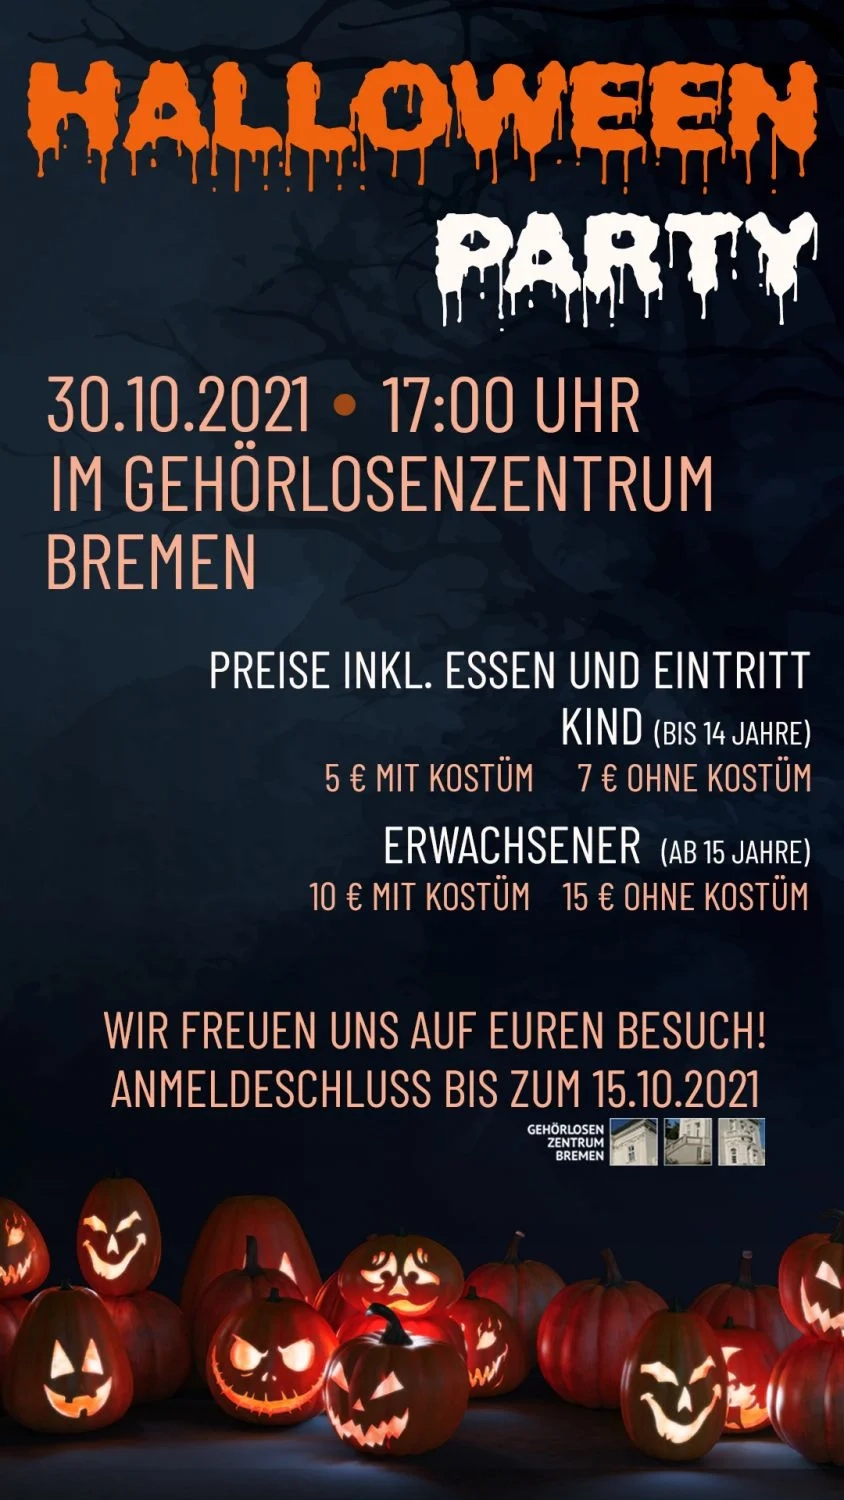 HALLOWEEN
PARTY
30.10.2021 • 17:00 UHR
IM GEHÖRLOSENZENTRUM
BREMEN
PREISE INKL. ESSEN UND EINTRITT
KIND (BIS 14 JAHRE)
5 € MIT KOSTÜM 7 € OHNE KOSTÜM
ERWACHSENER (AB 15 JAHRE)
10 € MIT KOSTÜM 15 € OHNE KOSTÜM
WIR FREUEN UNS AUF EUREN BESUCH!
ANMELDESCHLUSS BIS ZUM 15.10.2021
GEHÖRLOSEN
ZENTRUM
BREMEN